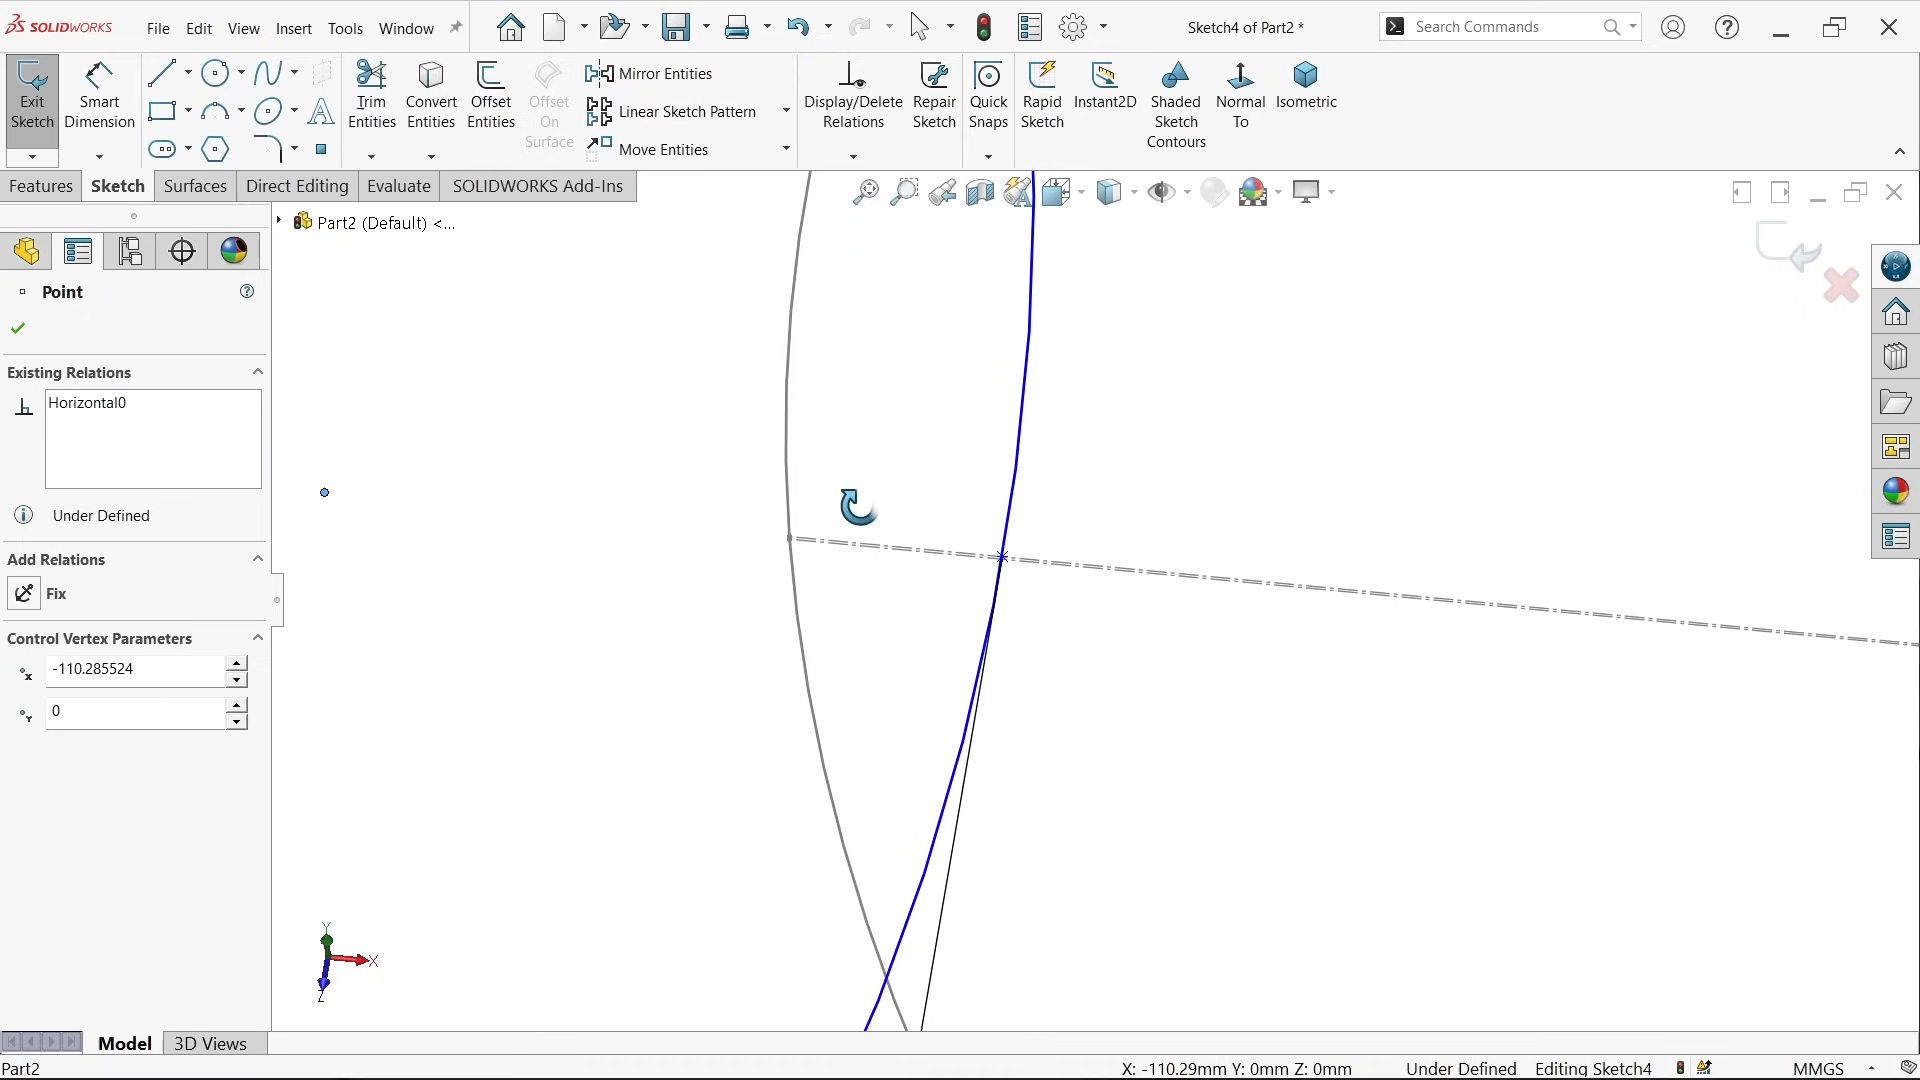 SOLIDWORKS File Edit View Insert Tools Window Sketch4 of Part2 * Search Commands
Exit Sketch
Smart Dimension
Trim Entities
Convert Entities
Offset Entities
Offset On Surface
Mirror Entities
Linear Sketch Pattern
Move Entities
Display/Delete Relations
Repair Sketch
Quick Snaps
Rapid Sketch
Instant2D
Shaded Sketch Contours
Normal To
Isometric
Features Sketch Surfaces Direct Editing Evaluate SOLIDWORKS Add-Ins
Part2 (Default) <...
Point
Existing Relations
Horizontal0
Under Defined
Add Relations
Fix
Control Vertex Parameters
x -110.285524
Y 0
Y
X
Z
Model 3D Views
Part2 X: -110.29mm Y: 0mm Z: 0mm Under Defined Editing Sketch4 MMGS